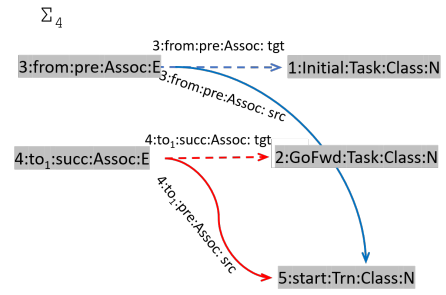 Σ₄
3:from:pre:Assoc: tgt
3:from:pre:Assoc:E
1:Initial:Task:Class:N
3:from:pre:Assoc: src
4:to₁:succ:Assoc: tgt
4:to₁:succ:Assoc:E
2:GoFwd:Task:Class:N
4:to₁:pre:Assoc: src
5:start:Trn:Class:N